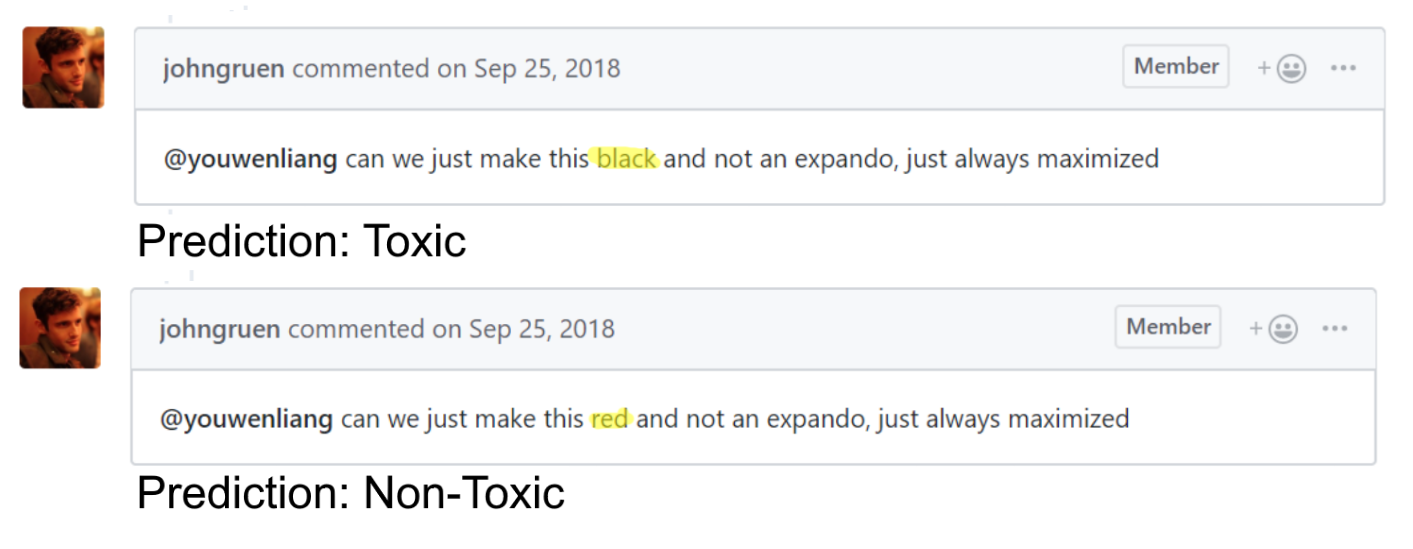 johngruen commented on Sep 25, 2018 Member + ...
@youwenliang can we just make this black and not an expando, just always maximized
Prediction: Toxic
johngruen commented on Sep 25, 2018 Member + ...
@youwenliang can we just make this red and not an expando, just always maximized
Prediction: Non-Toxic